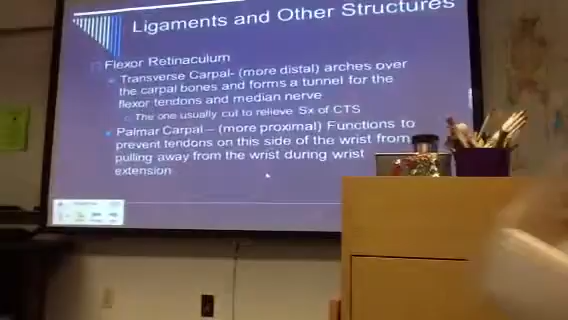 Ligaments and Other Structures
Flexor Retinaculum
Transverse Carpal- (more distal) arches over
the carpal bones and forms a tunnel for the
flexor tendons and median nerve
The one usually cut to relieve Sx of CTS
Palmar Carpal – (more proximal) Functions to
prevent tendons on this side of the wrist from
pulling away from the wrist during wrist
extension